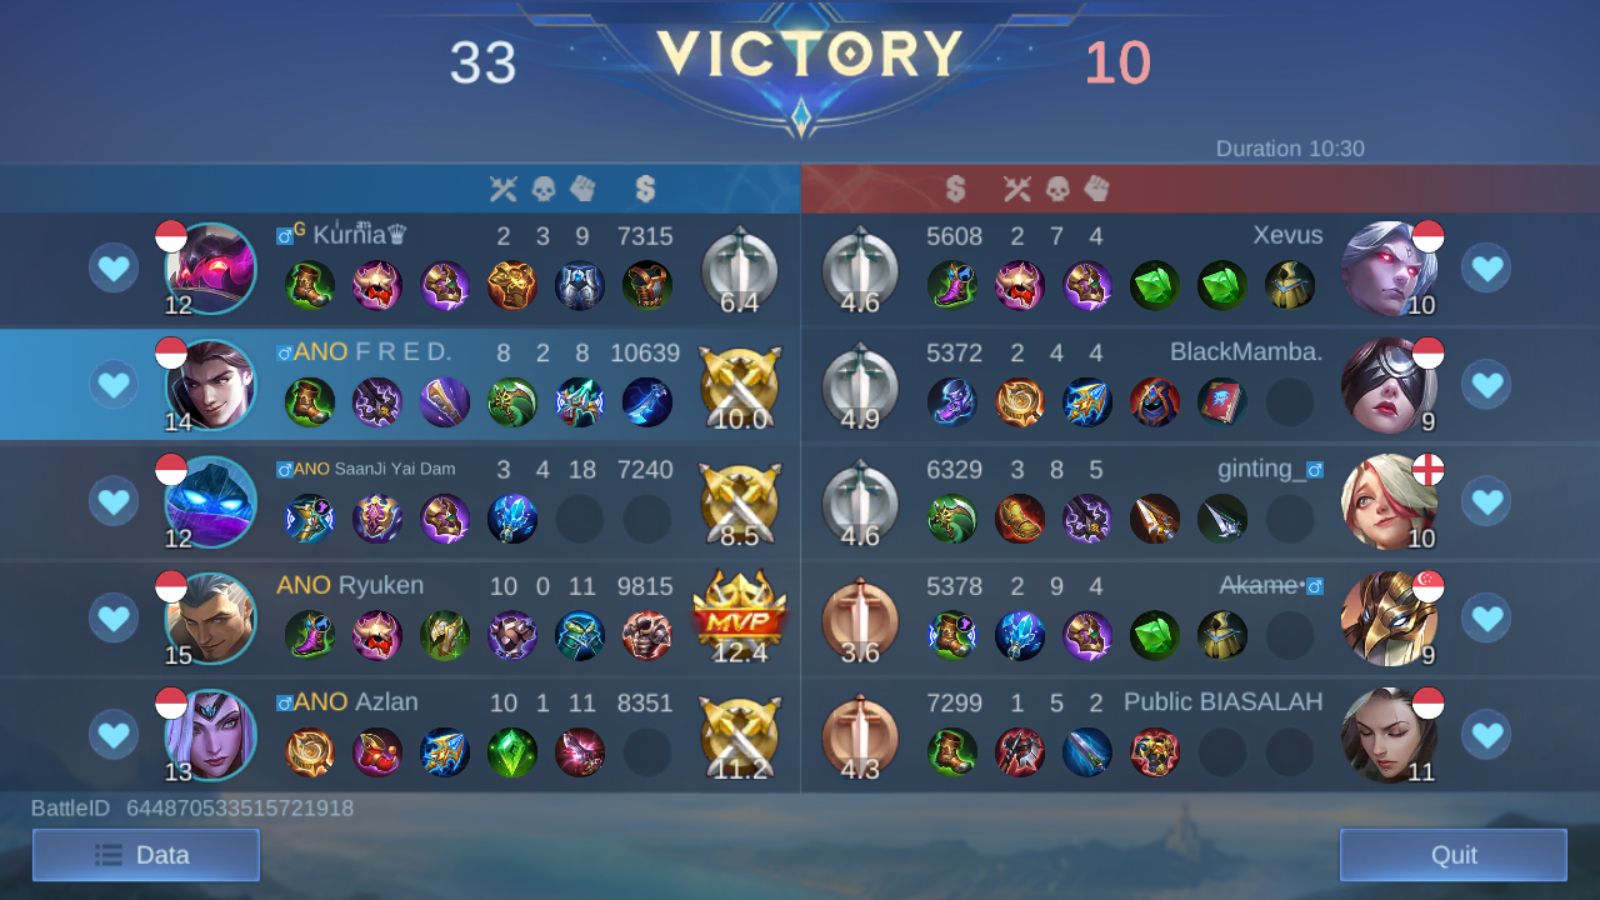 33 VICTORY 10
Duration 10:30
G Kurnia 2 3 9 7315 6.4
12
ANO F R E D. 8 2 8 10639 10.0
14
ANO SaanJi Yai Dam 3 4 18 7240 8.5
12
ANO Ryuken 10 0 11 9815 MVP 12.4
15
ANO Azlan 10 1 11 8351 11.2
13
4.6 5608 2 7 4 Xevus
10
4.9 5372 2 4 4 BlackMamba.
9
4.6 6329 3 8 5 ginting_
10
3.6 5378 2 9 4 Akame•
9
4.3 7299 1 5 2 Public BIASALAH
11
BattleID 644870533515721918
Data
Quit